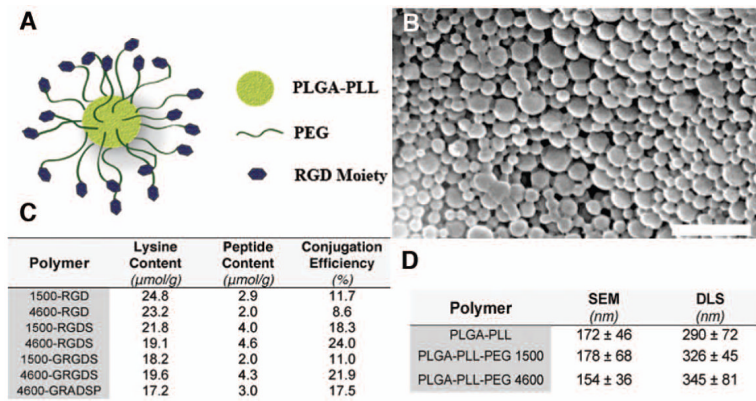 A
PLGA-PLL
PEG
RGD Moiety
B
C
Polymer Lysine Content (µmol/g) Peptide Content (µmol/g) Conjugation Efficiency (%)
1500-RGD 24.8 2.9 11.7
4600-RGD 23.2 2.0 8.6
1500-RGDS 21.8 4.0 18.3
4600-RGDS 19.1 4.6 24.0
1500-GRGDS 18.2 2.0 11.0
4600-GRGDS 19.6 4.3 21.9
4600-GRADSP 17.2 3.0 17.5
D
Polymer SEM (nm) DLS (nm)
PLGA-PLL 172 ± 46 290 ± 72
PLGA-PLL-PEG 1500 178 ± 68 326 ± 45
PLGA-PLL-PEG 4600 154 ± 36 345 ± 81